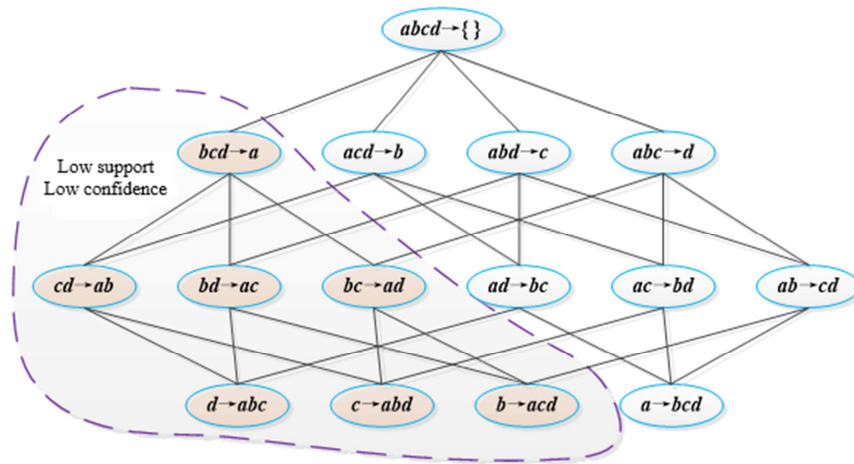 abcd→{ }
bcd→a
acd→b
abd→c
abc→d
Low support
Low confidence
cd→ab
bd→ac
bc→ad
ad→bc
ac→bd
ab→cd
d→abc
c→abd
b→acd
a→bcd